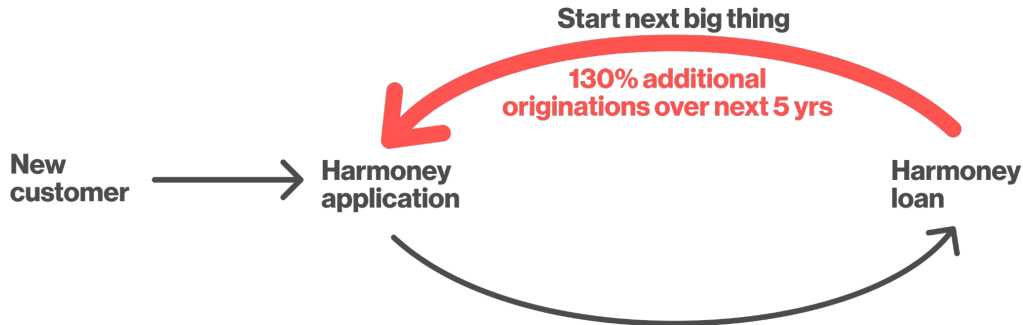 Start next big thing
130% additional
originations over next 5 yrs
New
customer
Harmoney
application
Harmoney
loan